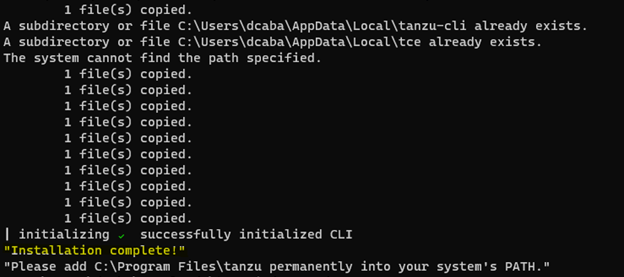 1 file(s) copied.
A subdirectory or file C:\Users\dcaba\AppData\Local\tanzu-cli already exists.
A subdirectory or file C:\Users\dcaba\AppData\Local\tce already exists.
The system cannot find the path specified.
1 file(s) copied.
1 file(s) copied.
1 file(s) copied.
1 file(s) copied.
1 file(s) copied.
1 file(s) copied.
1 file(s) copied.
1 file(s) copied.
1 file(s) copied.
1 file(s) copied.
| initializing ✓  successfully initialized CLI
"Installation complete!"
"Please add C:\Program Files\tanzu permanently into your system's PATH."